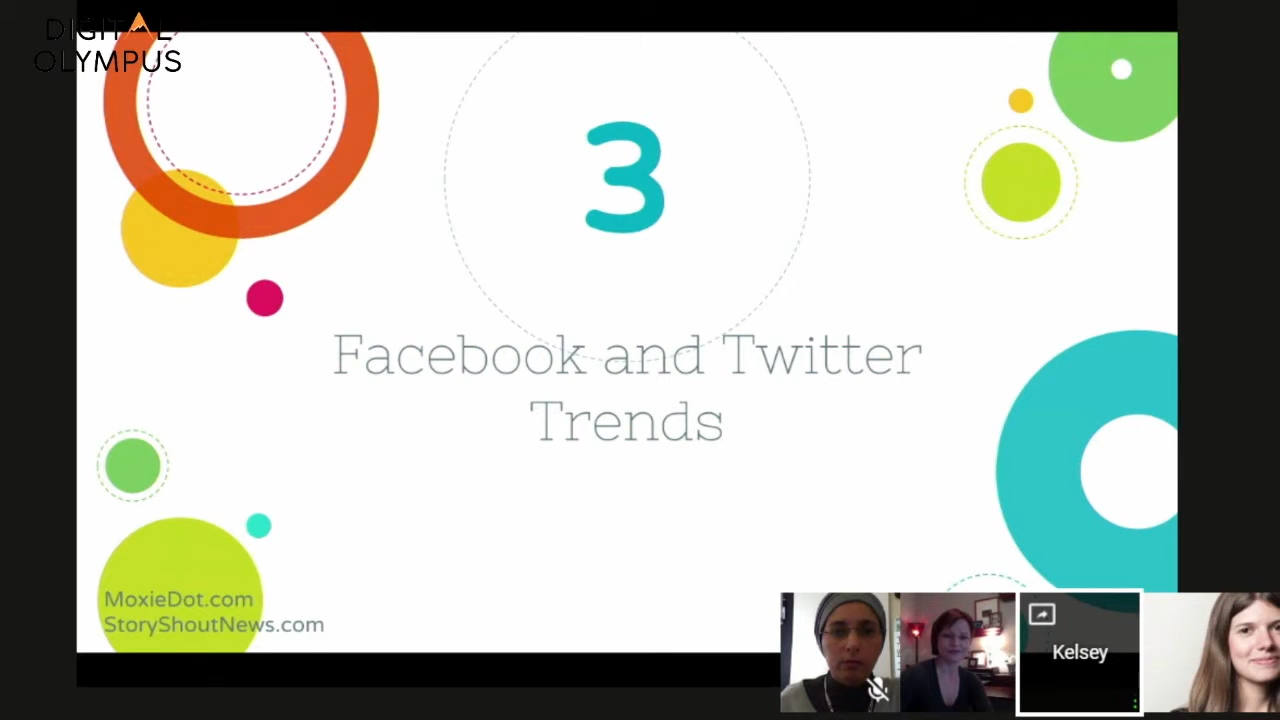 DIGITAL
OLYMPUS
3
Facebook and Twitter
Trends
MoxieDot.com
StoryShoutNews.com
Kelsey